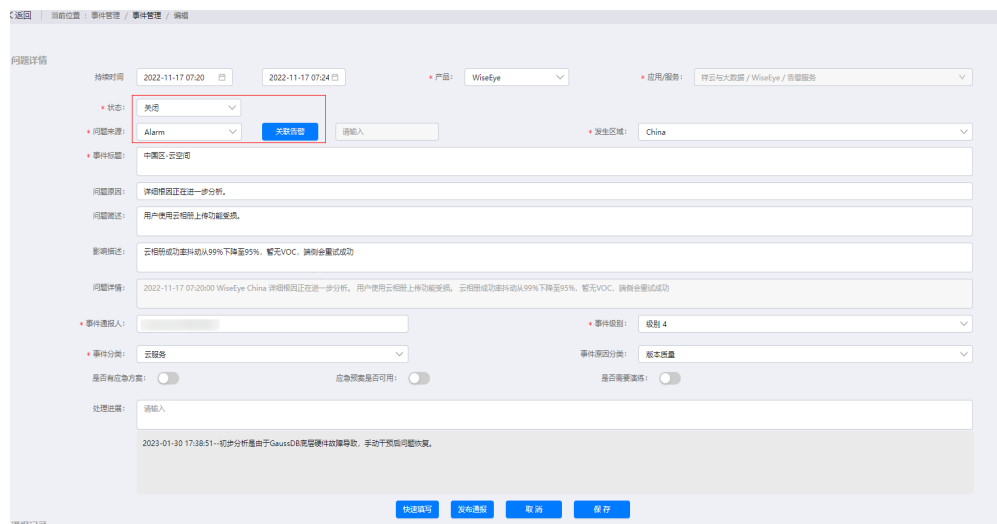 返回 当前位置：事件管理 / 事件管理 / 编辑
问题详情
持续时间 2022-11-17 07:20 2022-11-17 07:24 * 产品： WiseEye * 应用/服务： 祥云与大数据 / WiseEye / 告警服务
* 状态： 关闭
* 问题来源： Alarm 关联告警 请输入 * 发生区域： China
* 事件标题： 中国区-云空间
问题原因： 详细根因正在进一步分析。
问题简述： 用户使用云相册上传功能受损。
影响描述： 云相册成功率抖动从99%下降至95%，暂无VOC，端侧会重试成功
问题详情： 2022-11-17 07:20:00 WiseEye China 详细根因正在进一步分析。 用户使用云相册上传功能受损。 云相册成功率抖动从99%下降至95%，暂无VOC，端侧会重试成功
* 事件通报人： * 事件级别： 级别 4
* 事件分类： 云服务 事件原因分类： 版本质量
是否有应急方案： 应急预案是否可用： 是否需要演练：
处理进展： 请输入
2023-01-30 17:38:51--初步分析是由于GaussDB底层硬件故障导致，手动干预后问题恢复。
快速填写 发布通报 取 消 保 存